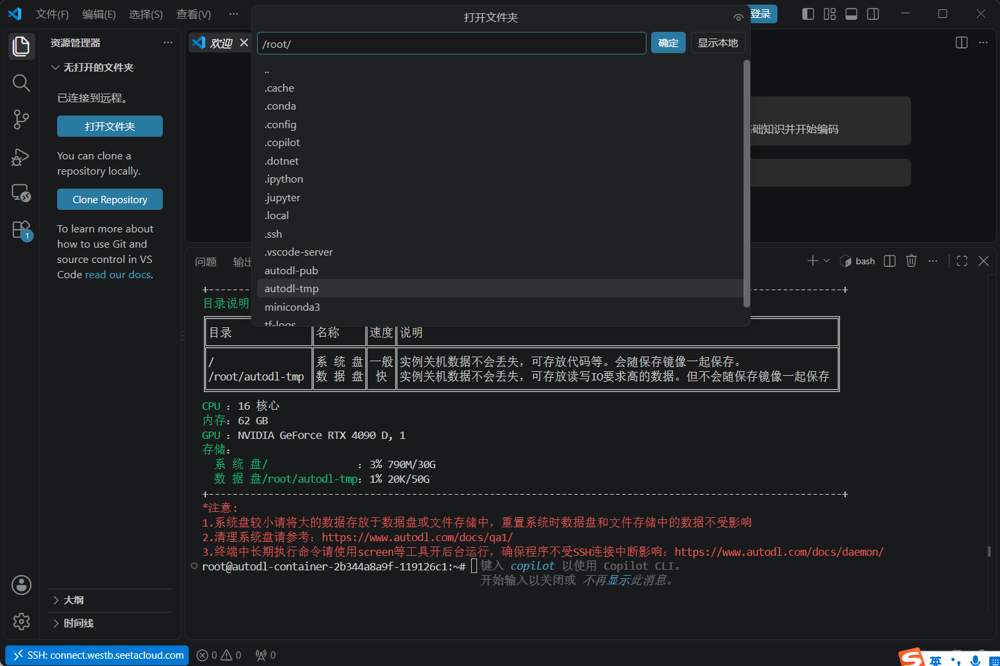 文件(F) 编辑(E) 选择(S) 查看(V) ···
打开文件夹
登录
资源管理器
欢迎
/root/
确定
显示本地
无打开的文件夹
已连接到远程。
打开文件夹
You can clone a
repository locally.
Clone Repository
To learn more about
how to use Git and
source control in VS
Code read our docs.
1
..
.cache
.conda
.config
.copilot
.dotnet
.ipython
.jupyter
.local
.ssh
.vscode-server
autodl-pub
autodl-tmp
miniconda3
tf-logs
础知识并开始编码
问题 输出
bash
目录说明
目录 名称 速度 说明
/ 系 统 盘 一般 实例关机数据不会丢失，可存放代码等。会随保存镜像一起保存。
/root/autodl-tmp 数 据 盘 快 实例关机数据不会丢失，可存放读写IO要求高的数据。但不会随保存镜像一起保存
CPU ：16 核心
内存：62 GB
GPU ：NVIDIA GeForce RTX 4090 D, 1
存储：
系 统 盘/ ：3% 790M/30G
数 据 盘/root/autodl-tmp：1% 20K/50G
+----------------------------------------------------------------------------------------------------------+
*注意:
1.系统盘较小请将大的数据存放于数据盘或文件存储中，重置系统时数据盘和文件存储中的数据不受影响
2.清理系统盘请参考：https://www.autodl.com/docs/qa1/
3.终端中长期执行命令请使用screen等工具开后台运行，确保程序不受SSH连接中断影响：https://www.autodl.com/docs/daemon/
root@autodl-container-2b344a8a9f-119126c1:~# 键入 copilot 以使用 Copilot CLI。
开始输入以关闭或 不再显示此消息。
大纲
时间线
SSH: connect.westb.seetacloud.com 0 0 0
S 英